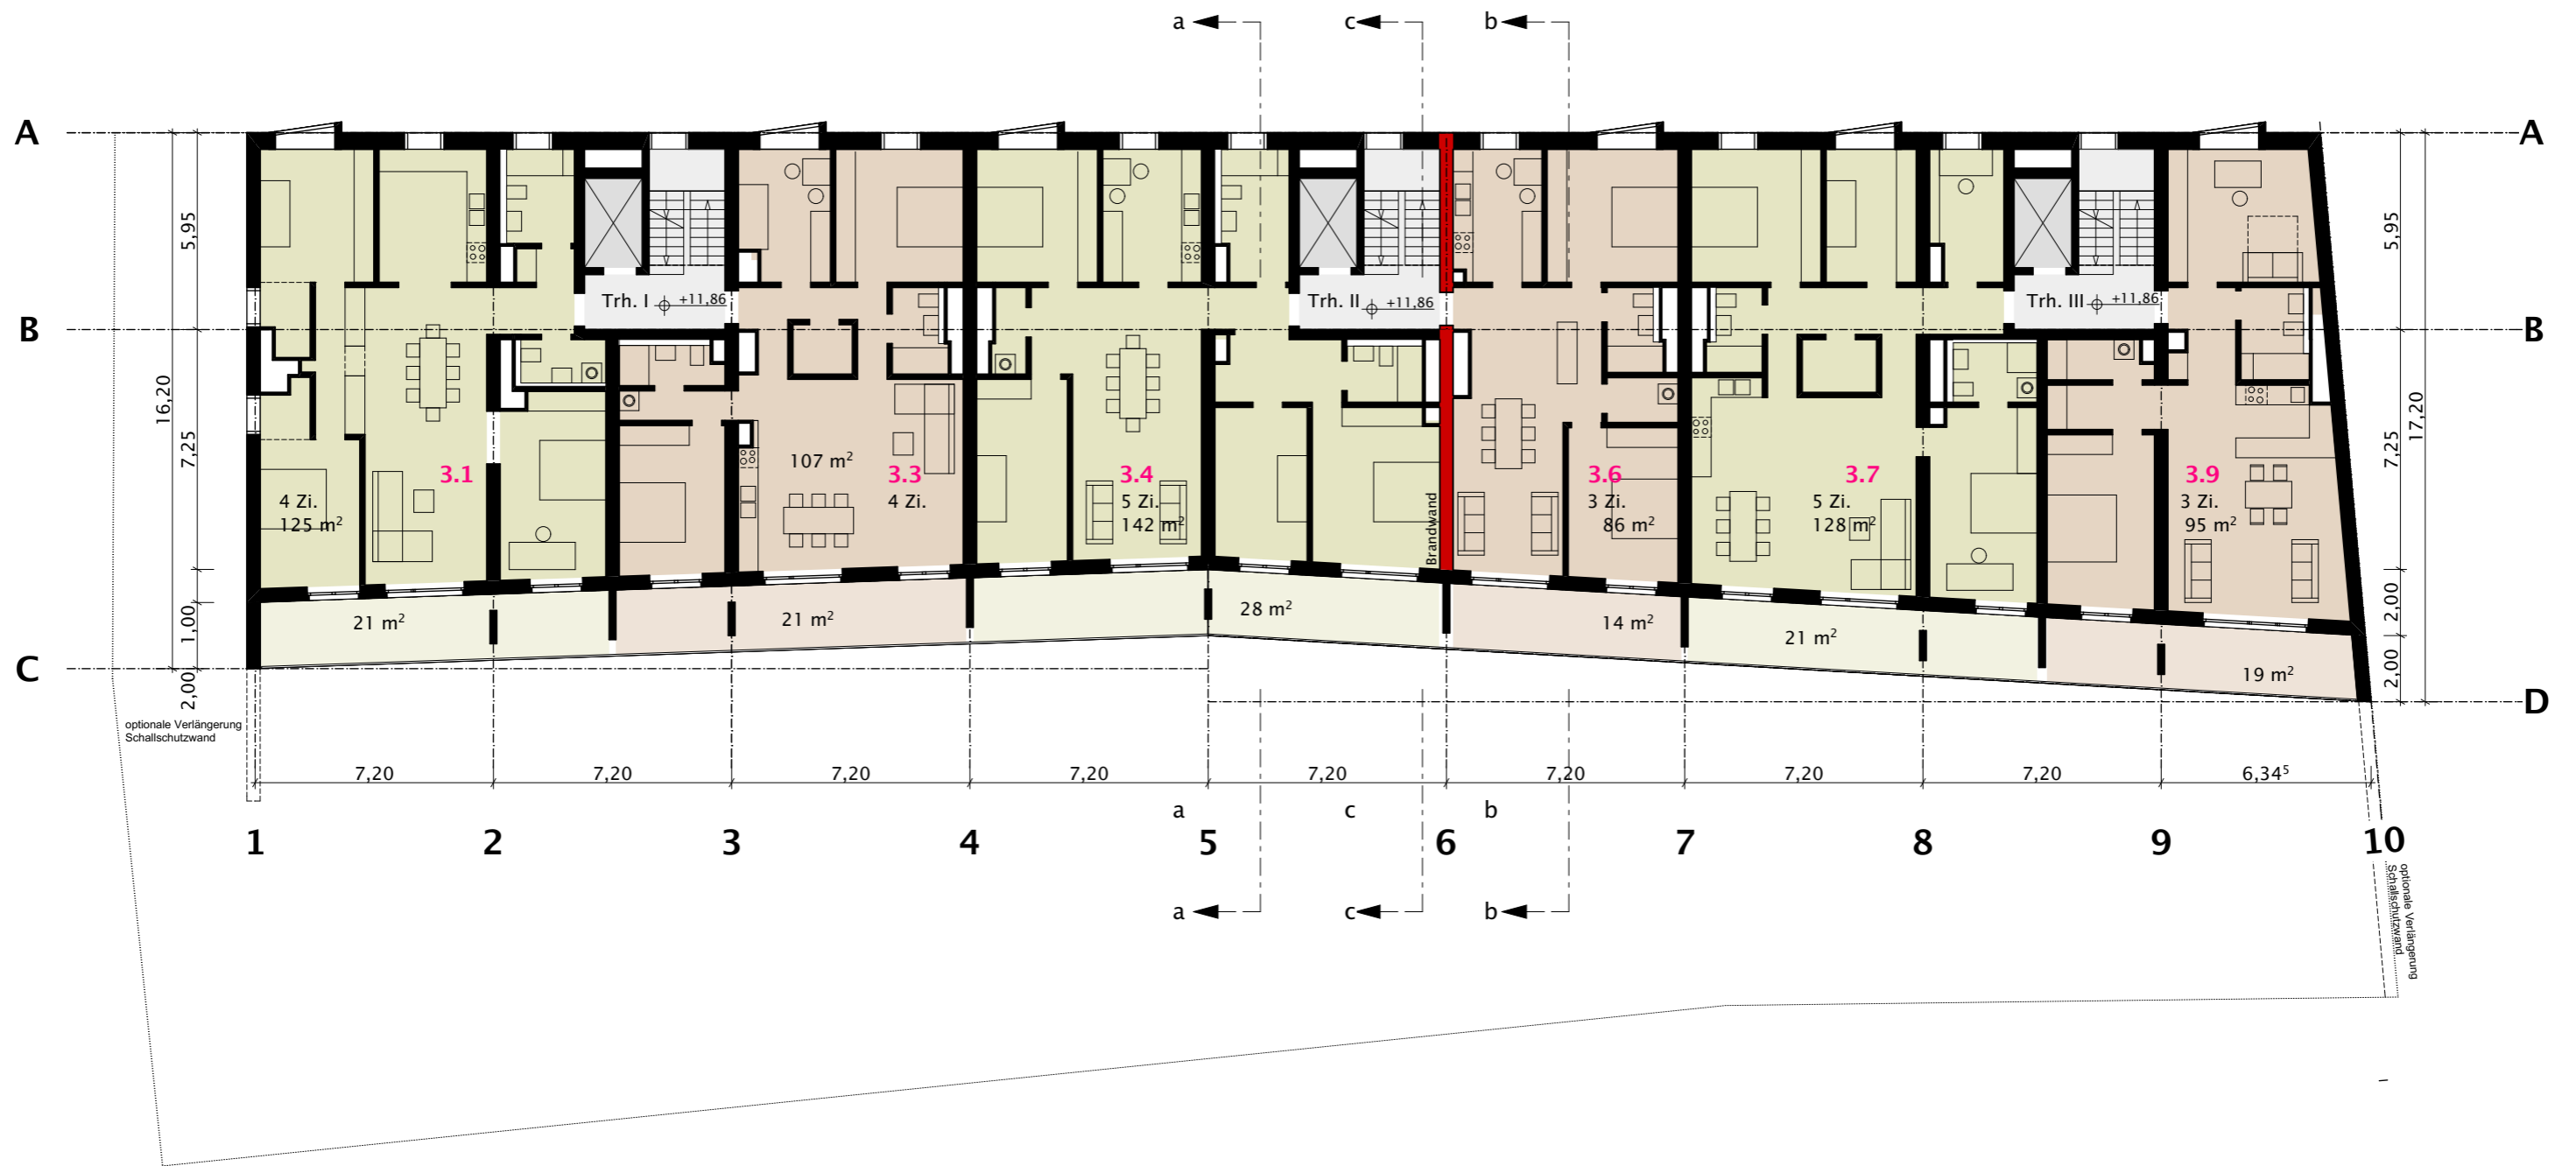 a
c
b
A
A
5,95
5,95
Trh. I
+11,86
Trh. II
+11,86
Trh. III
+11,86
B
B
16,20
7,25
7,25
17,20
3.1
4 Zi.
125 m²
107 m²
3.3
4 Zi.
3.4
5 Zi.
142 m²
Brandwand
3.6
3 Zi.
86 m²
3.7
5 Zi.
128 m²
3.9
3 Zi.
95 m²
1,00
2,00
21 m²
21 m²
28 m²
14 m²
21 m²
19 m²
C
2,00
2,00
D
optionale Verlängerung
Schallschutzwand
7,20
7,20
7,20
7,20
7,20
7,20
7,20
7,20
6,34⁵
a
c
b
1
2
3
4
5
6
7
8
9
10
optionale Verlängerung
Schallschutzwand
a
c
b